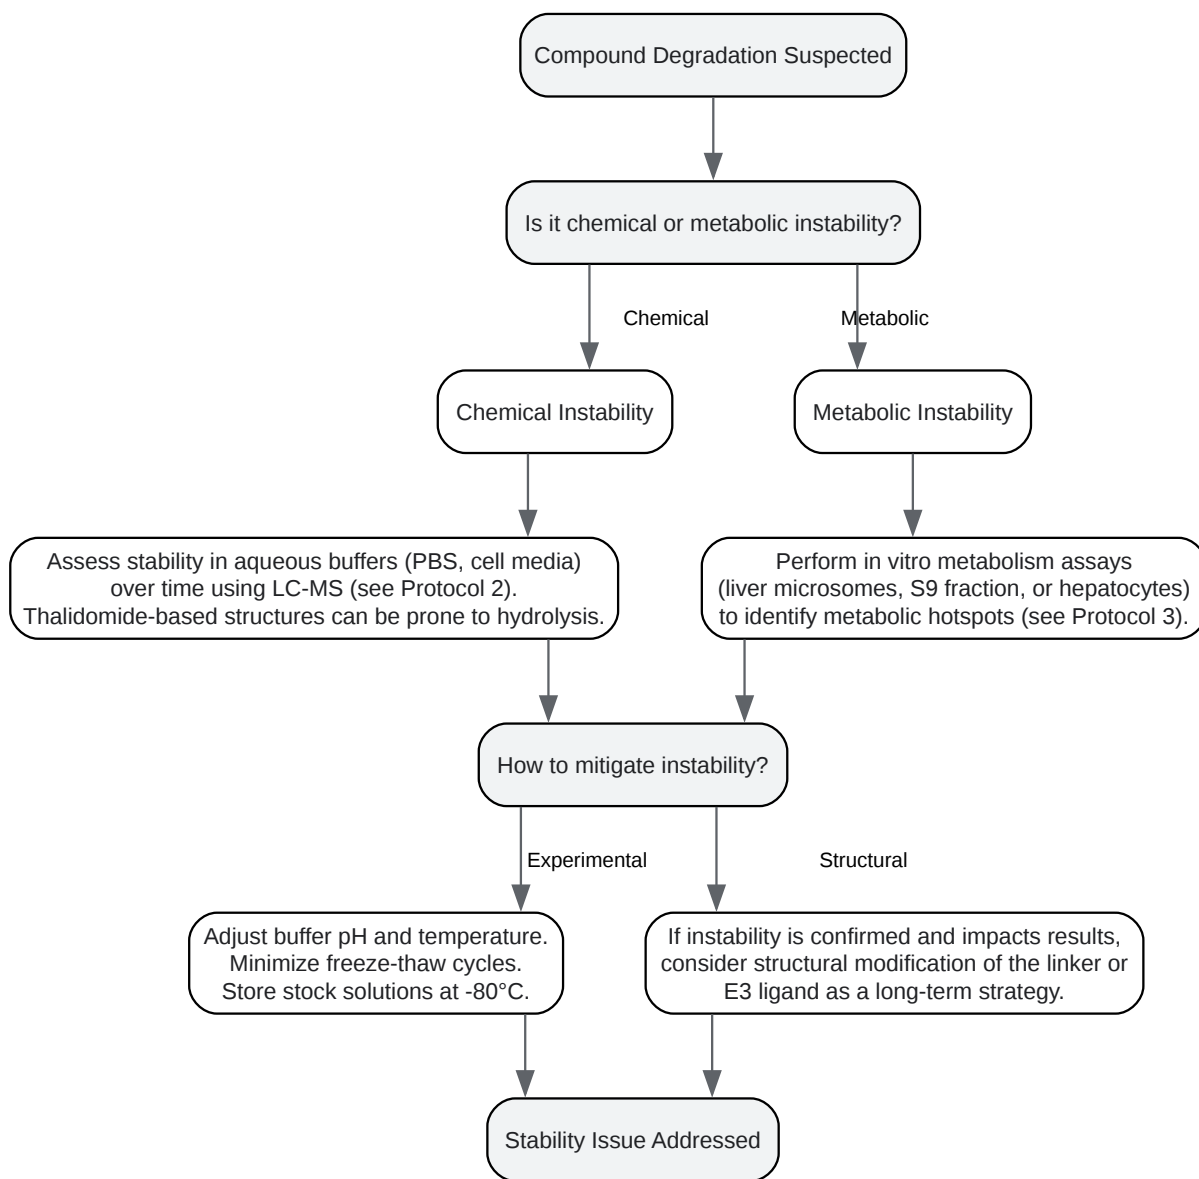 Compound Degradation Suspected
Is it chemical or metabolic instability?
Chemical
Metabolic
Chemical Instability
Metabolic Instability
Assess stability in aqueous buffers (PBS, cell media)
over time using LC-MS (see Protocol 2).
Thalidomide-based structures can be prone to hydrolysis.
Perform in vitro metabolism assays
(liver microsomes, S9 fraction, or hepatocytes)
to identify metabolic hotspots (see Protocol 3).
How to mitigate instability?
Experimental
Structural
Adjust buffer pH and temperature.
Minimize freeze-thaw cycles.
Store stock solutions at -80°C.
If instability is confirmed and impacts results,
consider structural modification of the linker or
E3 ligand as a long-term strategy.
Stability Issue Addressed